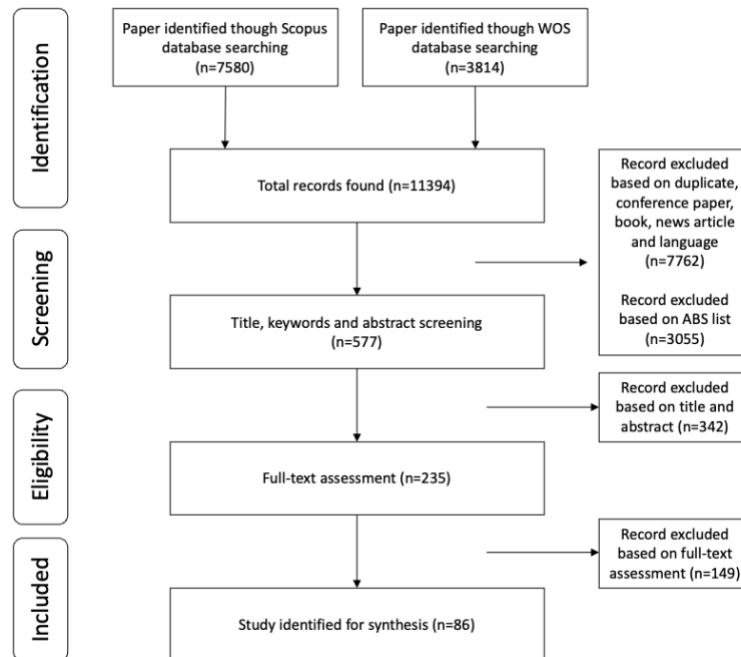 Identification
Paper identified though Scopus
database searching
(n=7580)
Paper identified though WOS
database searching
(n=3814)
Total records found (n=11394)
Record excluded
based on duplicate,
conference paper,
book, news article
and language
(n=7762)
Record excluded
based on ABS list
(n=3055)
Screening
Title, keywords and abstract screening
(n=577)
Record excluded
based on title and
abstract (n=342)
Eligibility
Full-text assessment (n=235)
Record excluded
based on full-text
assessment (n=149)
Included
Study identified for synthesis (n=86)